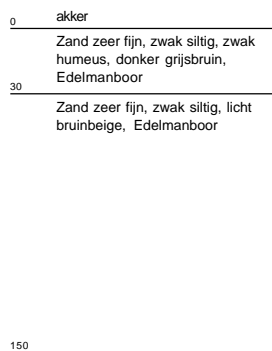 0 akker
Zand zeer fijn, zwak siltig, zwak
humeus, donker grijsbruin,
Edelmanboor
30
Zand zeer fijn, zwak siltig, licht
bruinbeige, Edelmanboor
150